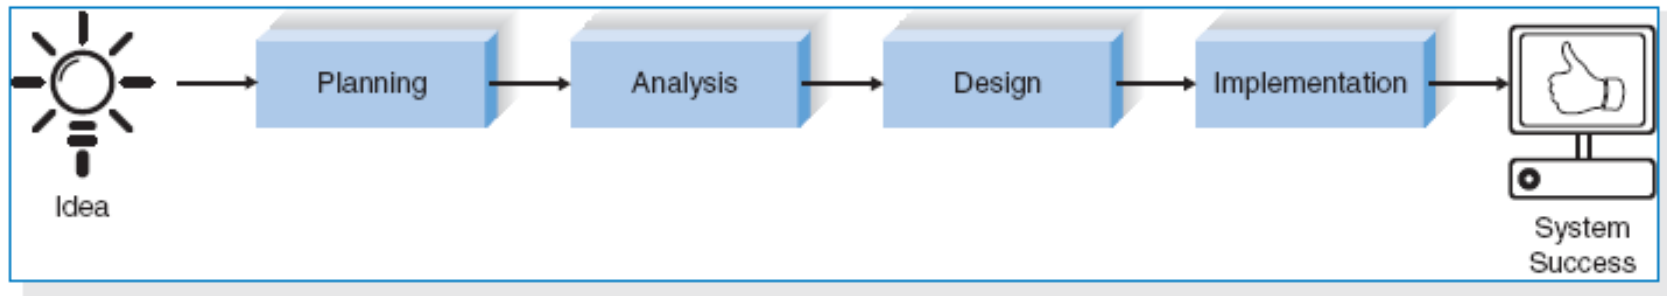 Planning
Analysis
Design
Implementation
Idea
System
Success